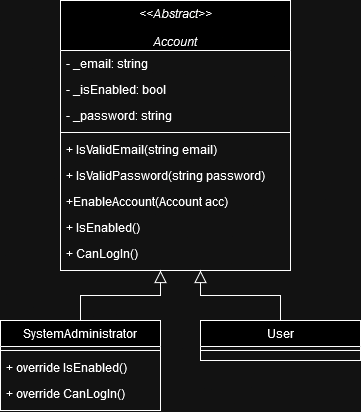 <<Abstract>>
Account
- _email: string
- _isEnabled: bool
- _password: string
+ IsValidEmail(string email)
+ IsValidPassword(string password)
+EnableAccount(Account acc)
+ IsEnabled()
+ CanLogIn()
SystemAdministrator
+ override IsEnabled()
+ override CanLogIn()
User